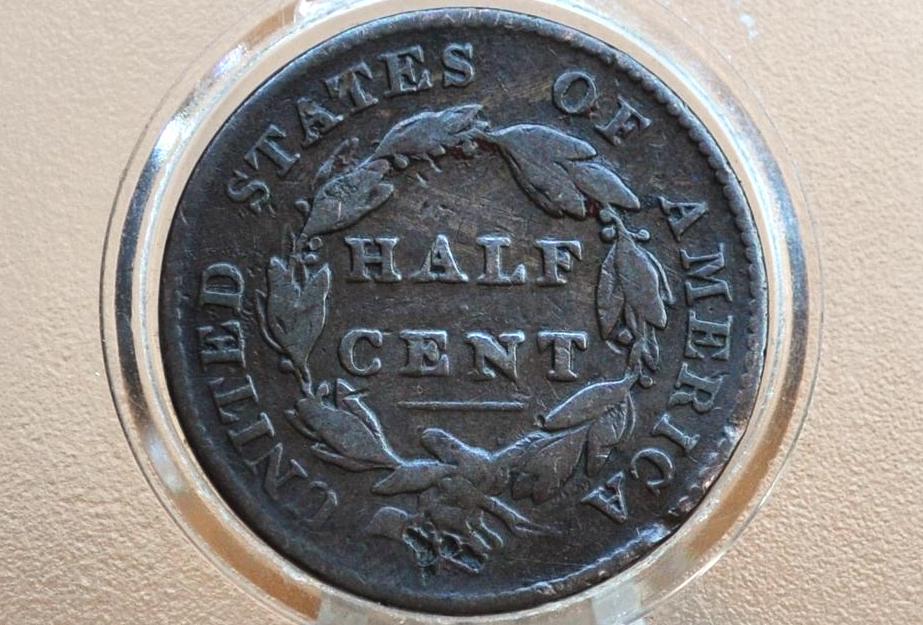 UNITED STATES OF AMERICA
HALF
CENT